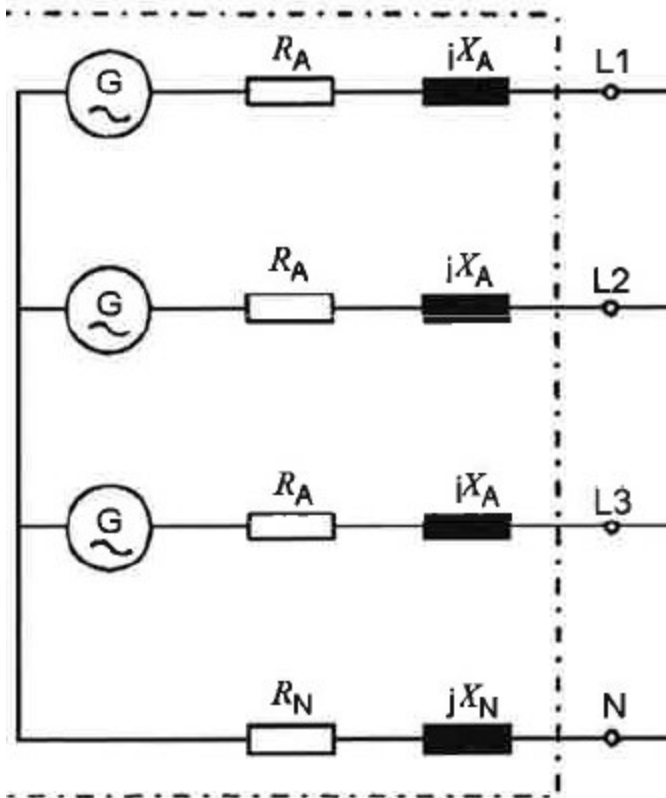 R_A jX_A L1
G
R_A jX_A L2
G
R_A jX_A L3
G
R_N jX_N N